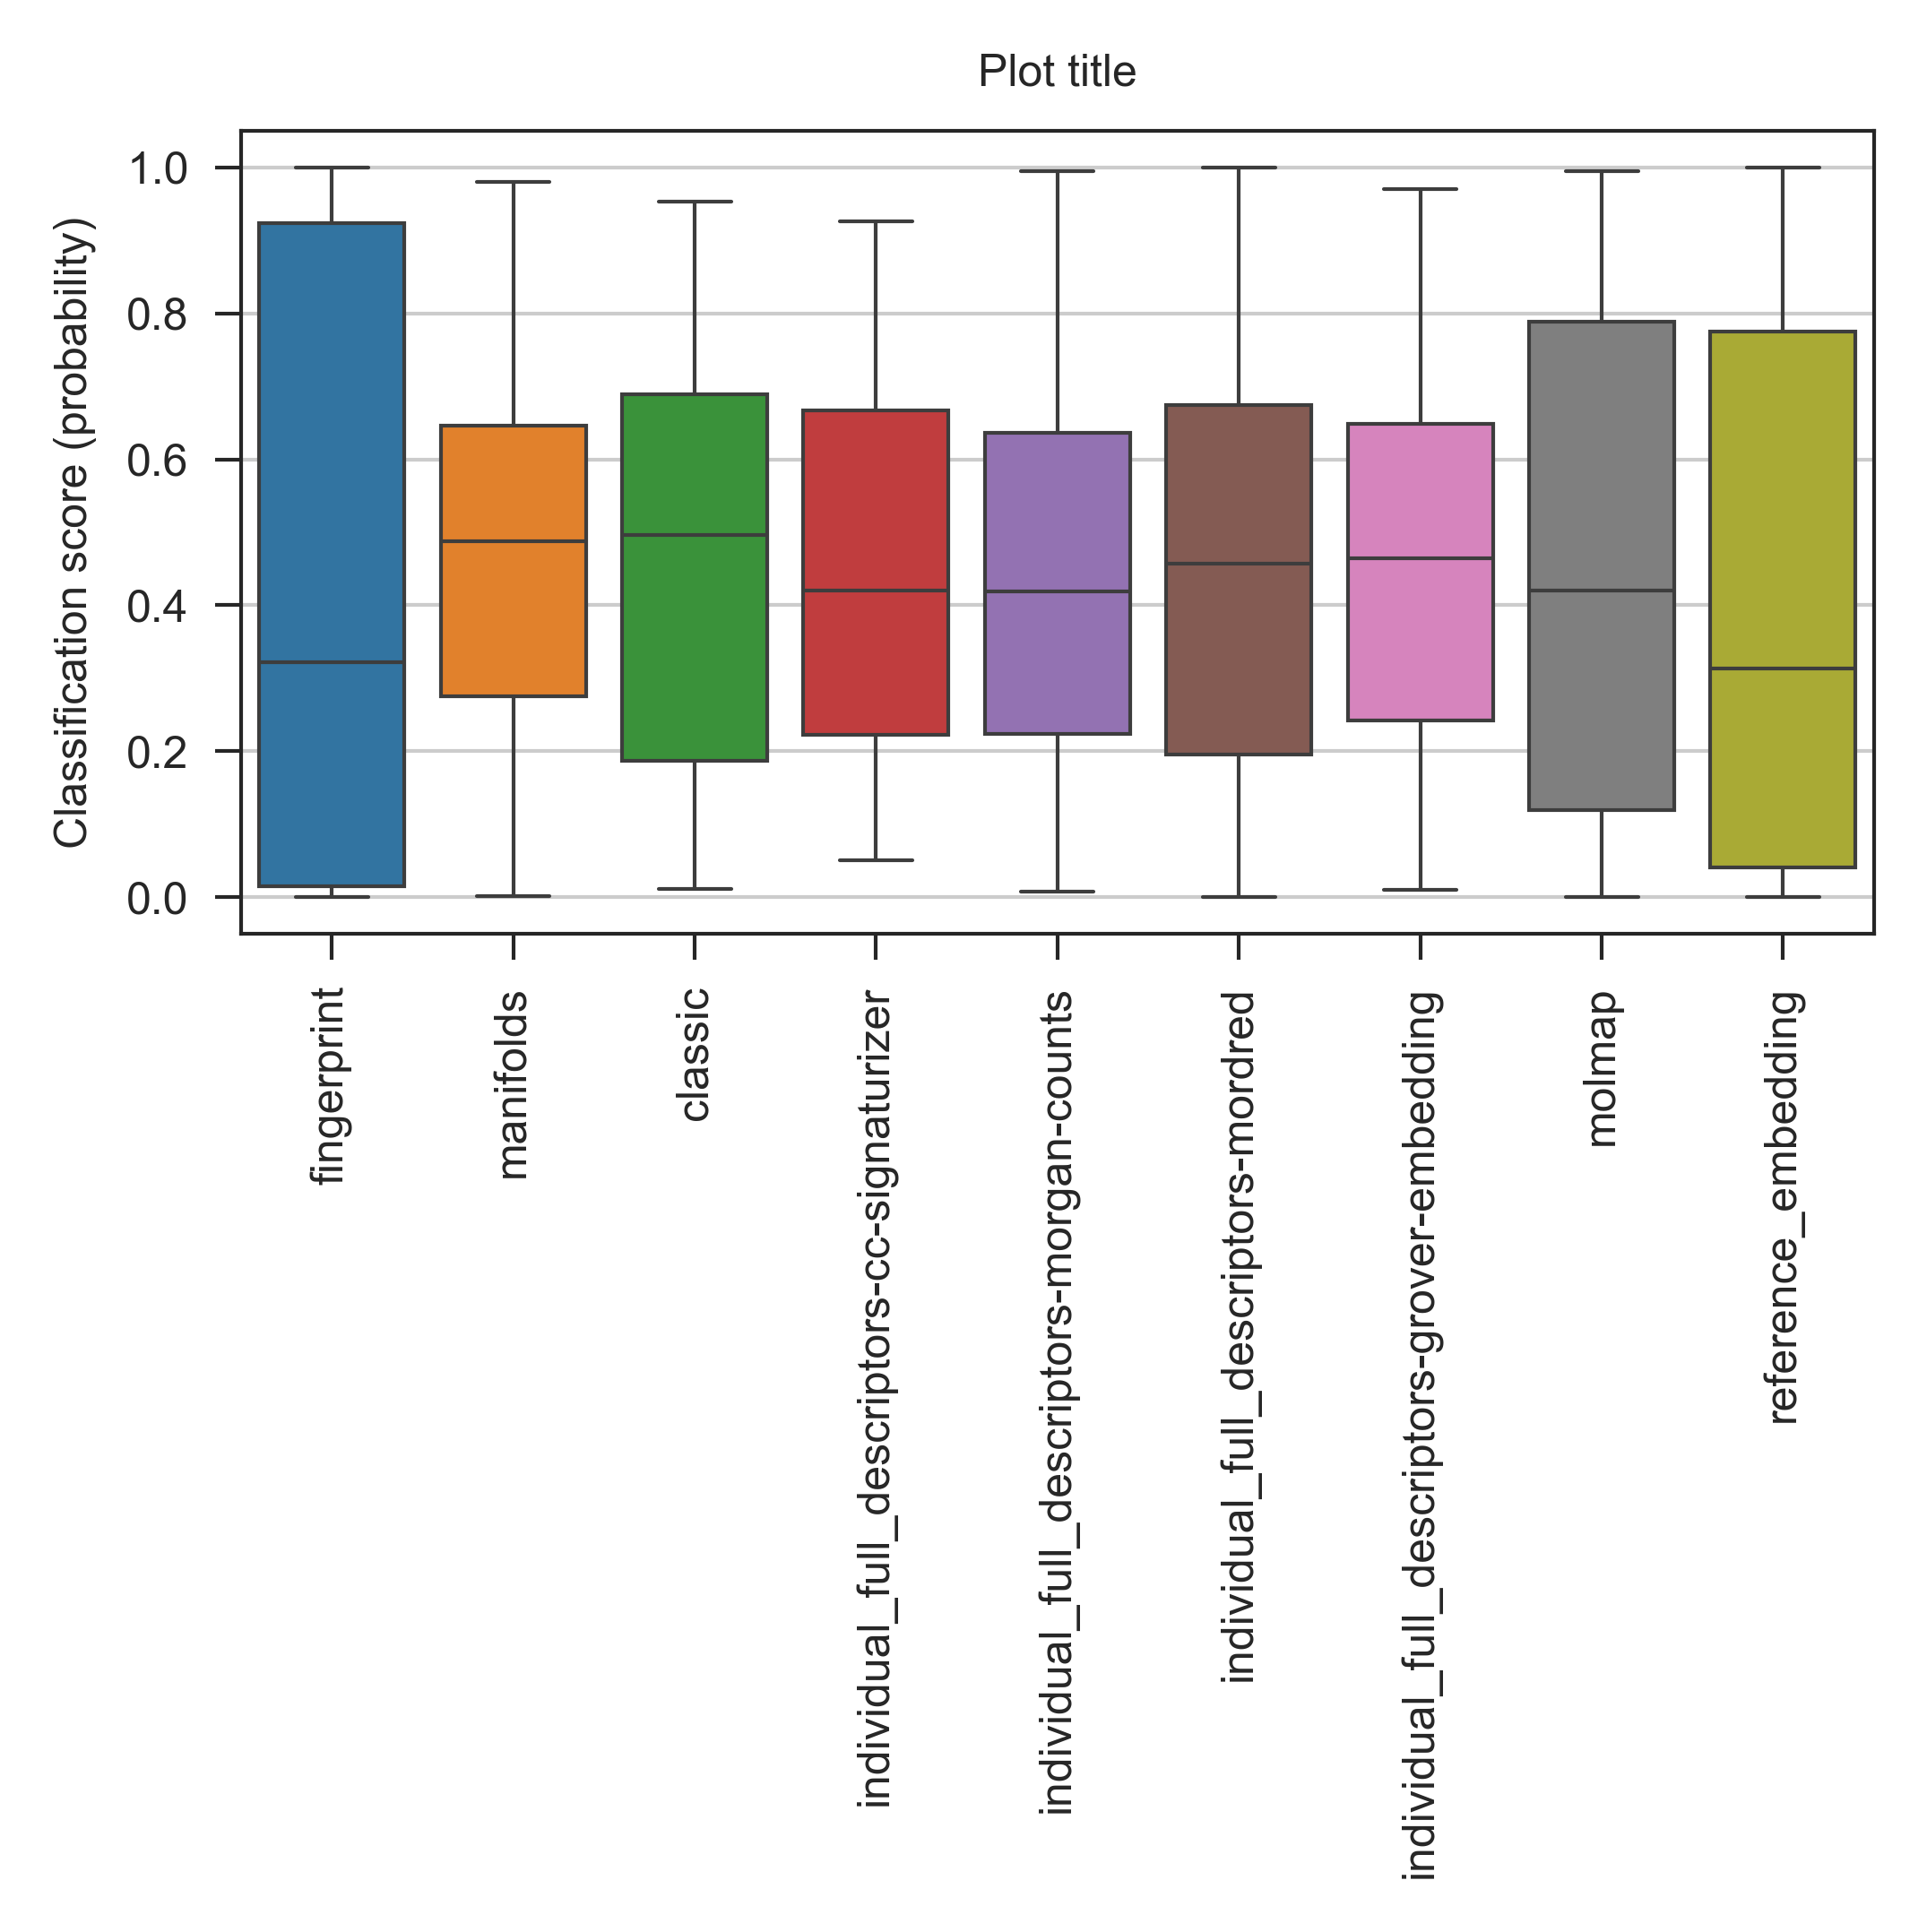 Plot title
Classification score (probability)
1.0
0.8
0.6
0.4
0.2
0.0
fingerprint
manifolds
classic
individual_full_descriptors-cc-signaturizer
individual_full_descriptors-morgan-counts
individual_full_descriptors-mordred
individual_full_descriptors-grover-embedding
molmap
reference_embedding